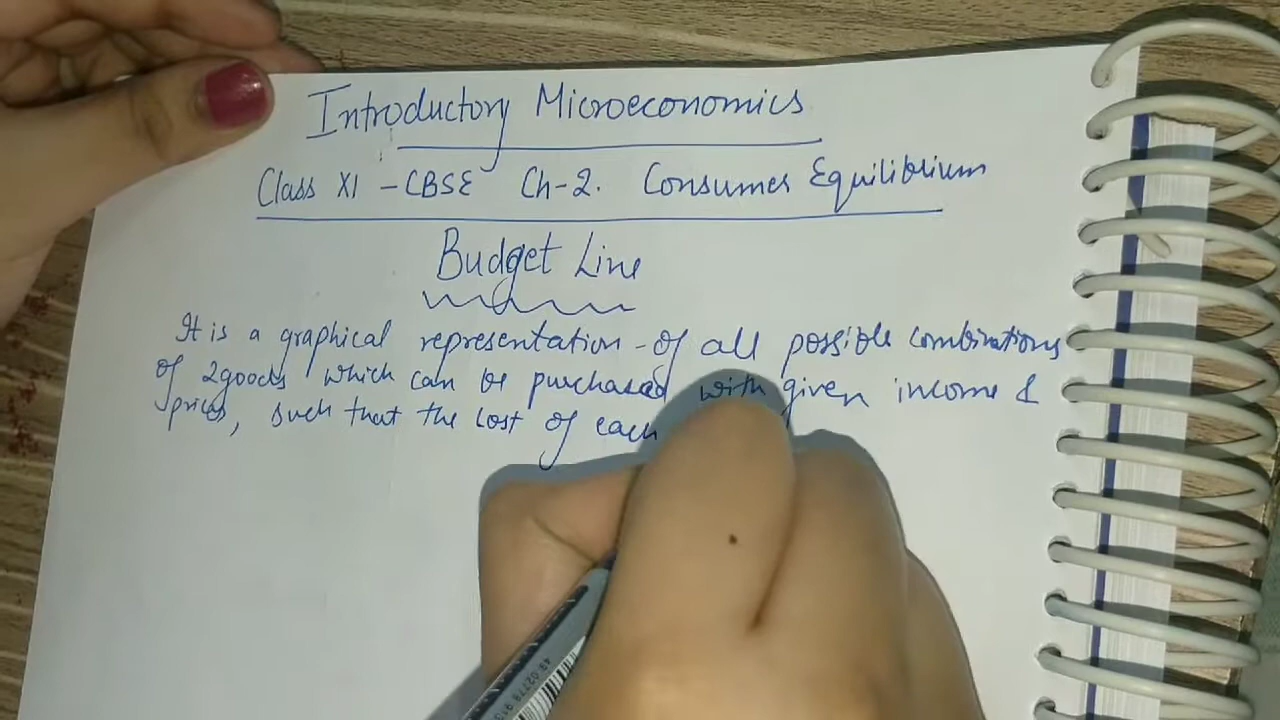 Introductory Microeconomics
Class XI - CBSE Ch-2. Consumer Equilibrium
Budget Line
It is a graphical representation - of all possible combinations
of 2goods which can be purchased with given income &
prices, such that the cost of each